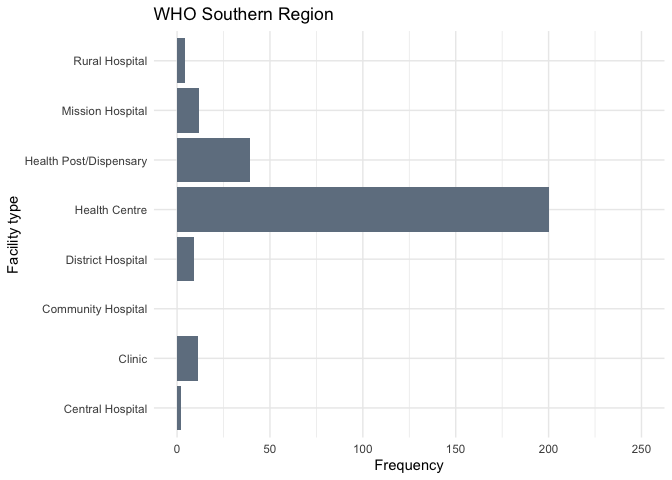 WHO Southern Region
Facility type
Rural Hospital
Mission Hospital
Health Post/Dispensary
Health Centre
District Hospital
Community Hospital
Clinic
Central Hospital
0 50 100 150 200 250
Frequency